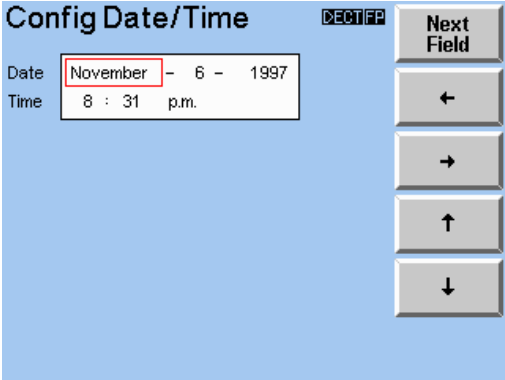 Config Date/Time
DECT FP
Next
Field
Date November - 6 - 1997
Time 8 : 31 p.m.
←
→
↑
↓